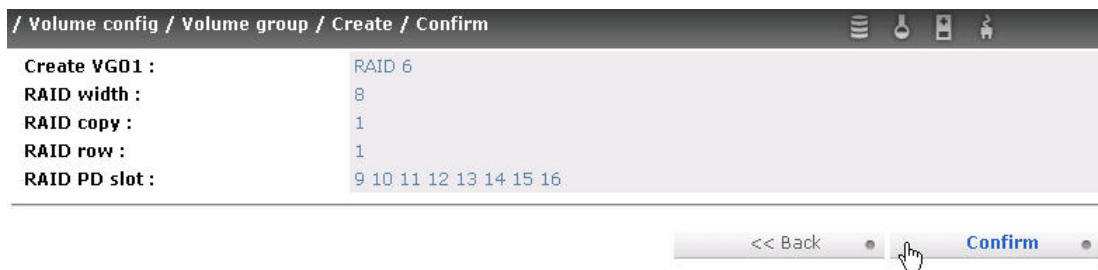 / Volume config / Volume group / Create / Confirm
Create VG01 : RAID 6
RAID width : 8
RAID copy : 1
RAID row : 1
RAID PD slot : 9 10 11 12 13 14 15 16
<< Back Confirm